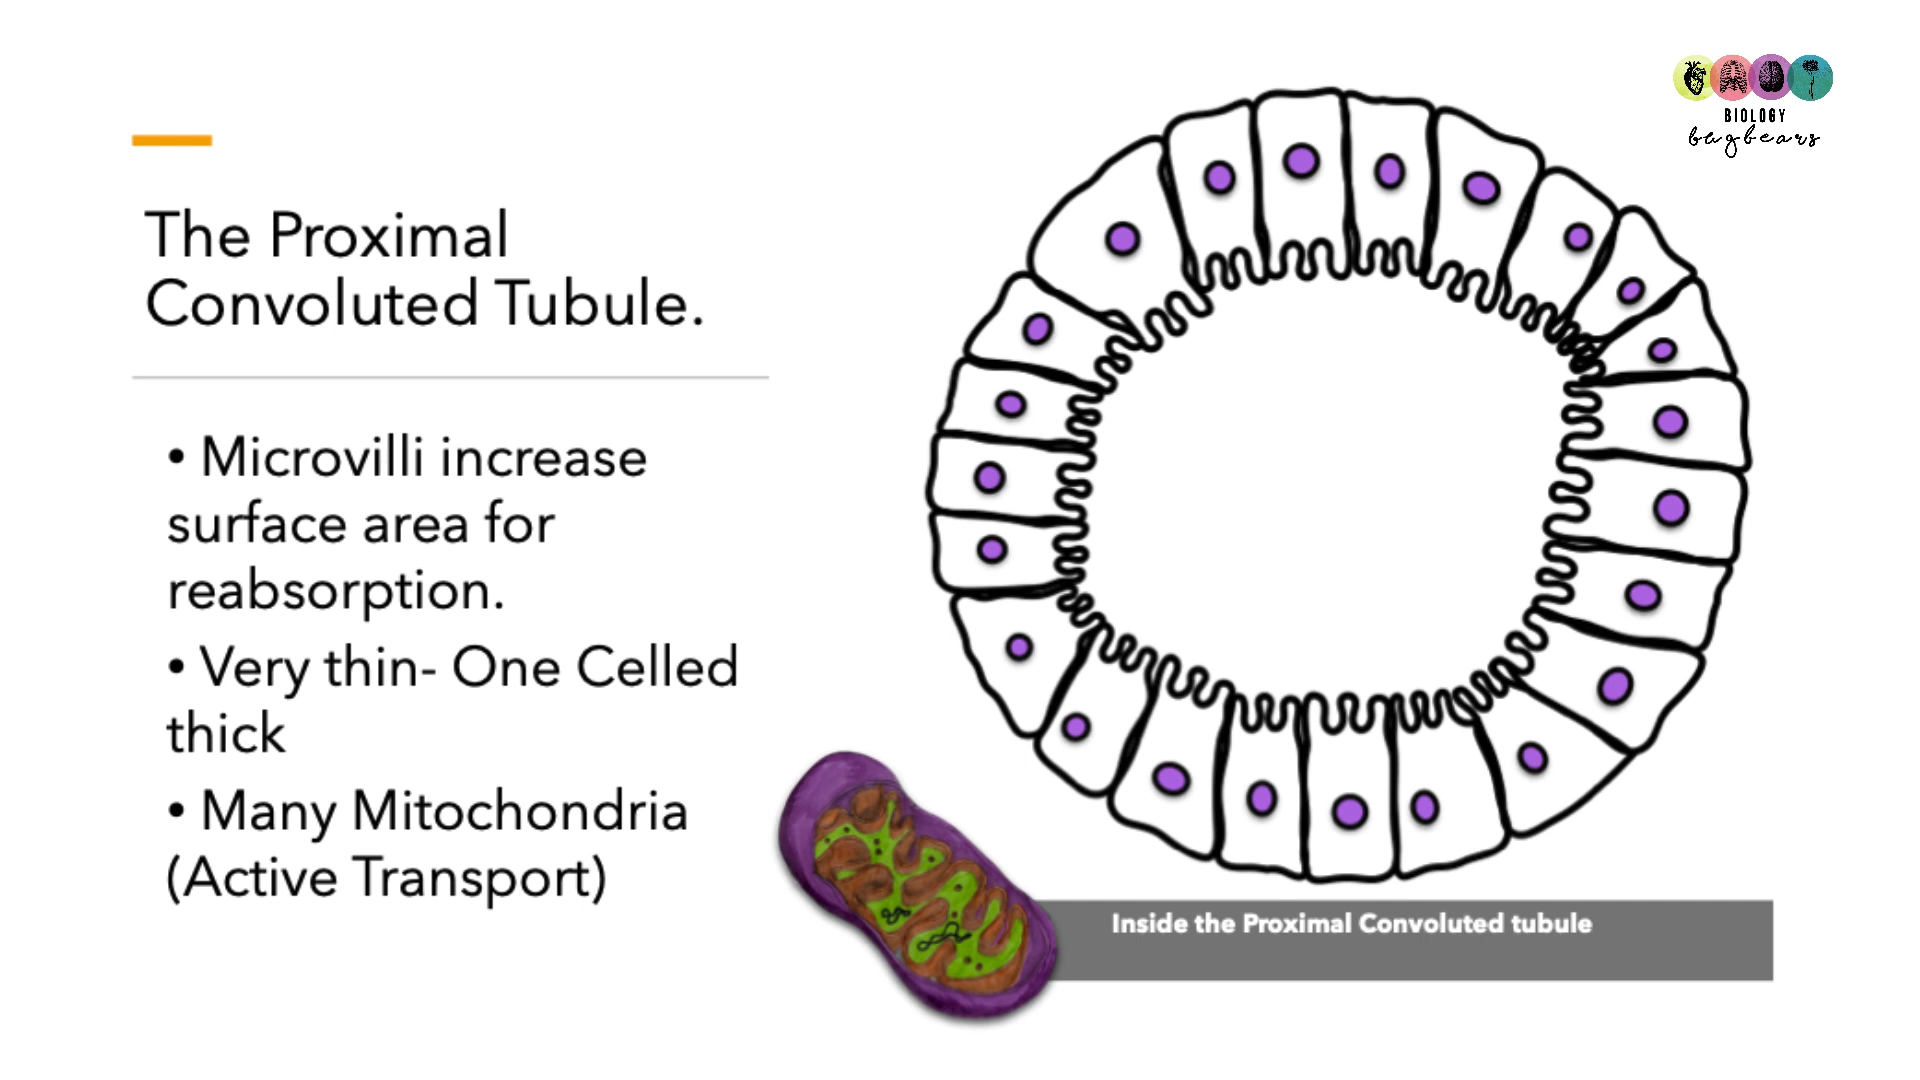 BIOLOGY
bugbears
The Proximal
Convoluted Tubule.
• Microvilli increase
surface area for
reabsorption.
• Very thin- One Celled
thick
• Many Mitochondria
(Active Transport)
Inside the Proximal Convoluted tubule